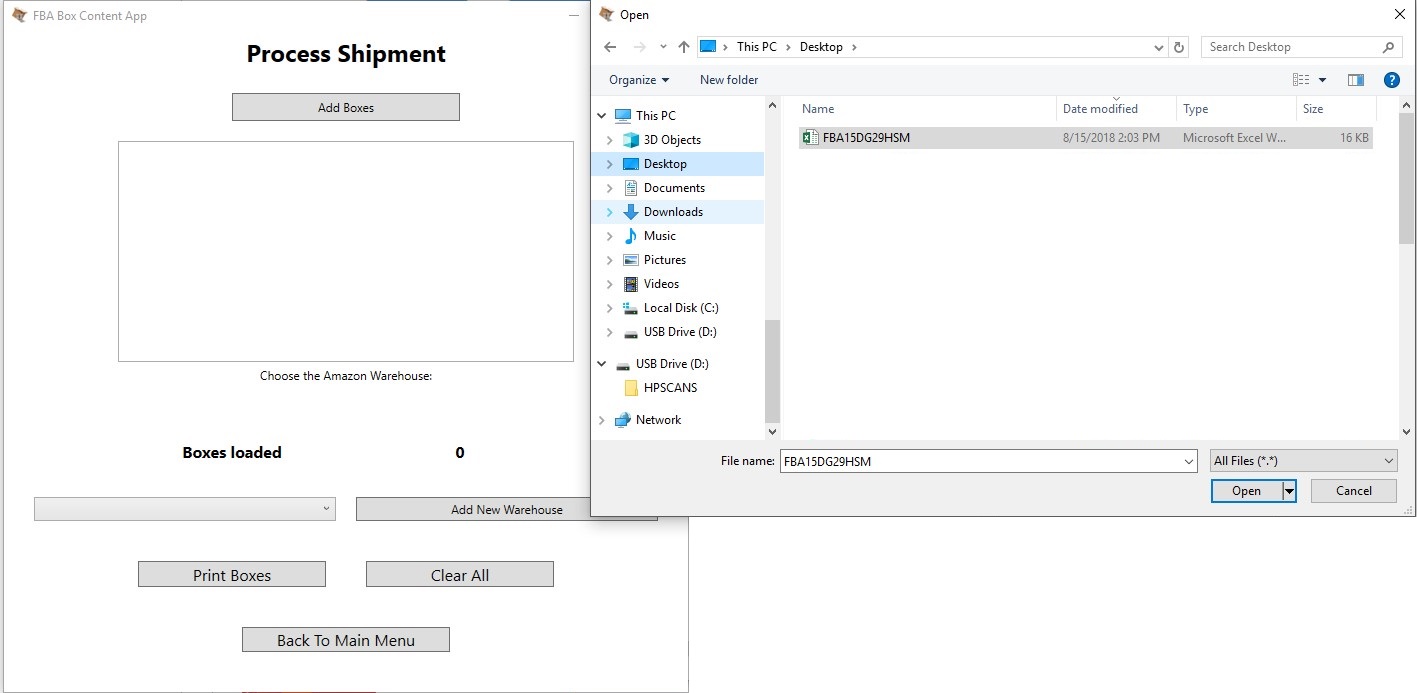 FBA Box Content App
Process Shipment
Add Boxes
Choose the Amazon Warehouse:
Boxes loaded 0
Add New Warehouse
Print Boxes Clear All
Back To Main Menu
Open
This PC Desktop
Search Desktop
Organize New folder
This PC
3D Objects
Desktop
Documents
Downloads
Music
Pictures
Videos
Local Disk (C:)
USB Drive (D:)
USB Drive (D:)
HPSCANS
Network
Name Date modified Type Size
FBA15DG29HSM 8/15/2018 2:03 PM Microsoft Excel W... 16 KB
File name: FBA15DG29HSM All Files (*.*)
Open Cancel